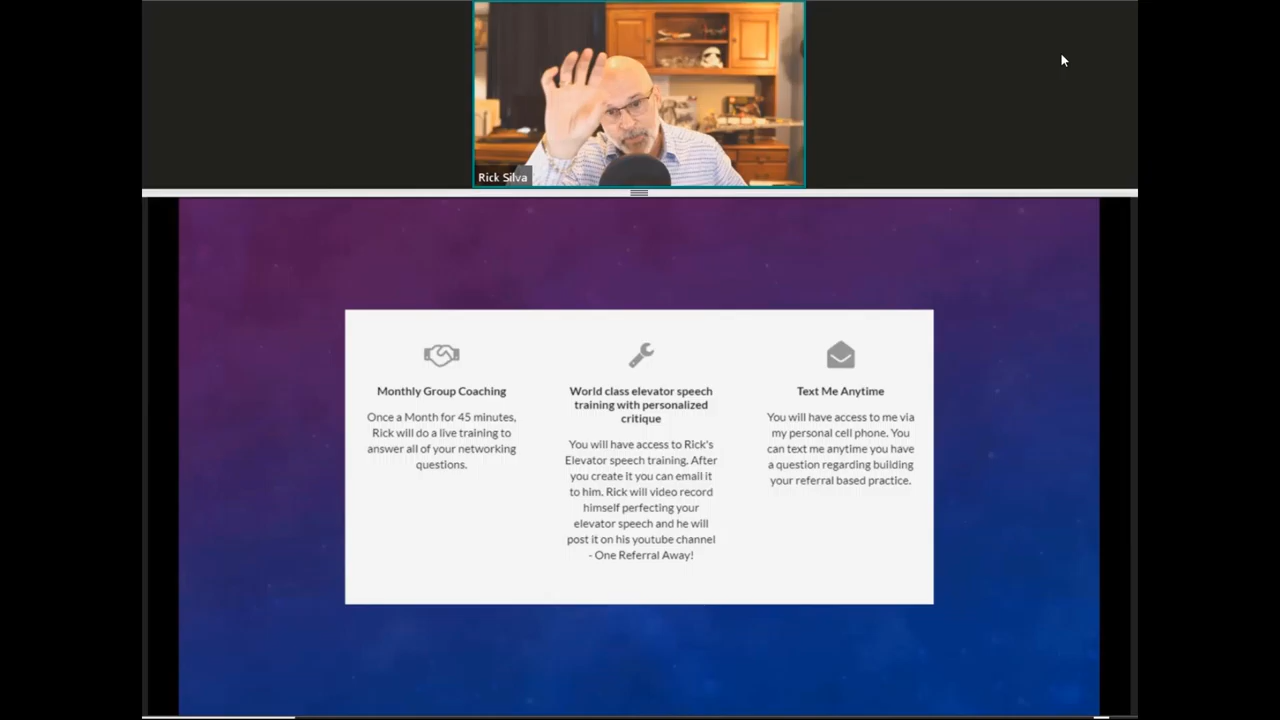 Rick Silva
Monthly Group Coaching
Once a Month for 45 minutes,
Rick will do a live training to
answer all of your networking
questions.
World class elevator speech
training with personalized
critique
You will have access to Rick's
Elevator speech training. After
you create it you can email it
to him. Rick will video record
himself perfecting your
elevator speech and he will
post it on his youtube channel
- One Referral Away!
Text Me Anytime
You will have access to me via
my personal cell phone. You
can text me anytime you have
a question regarding building
your referral based practice.